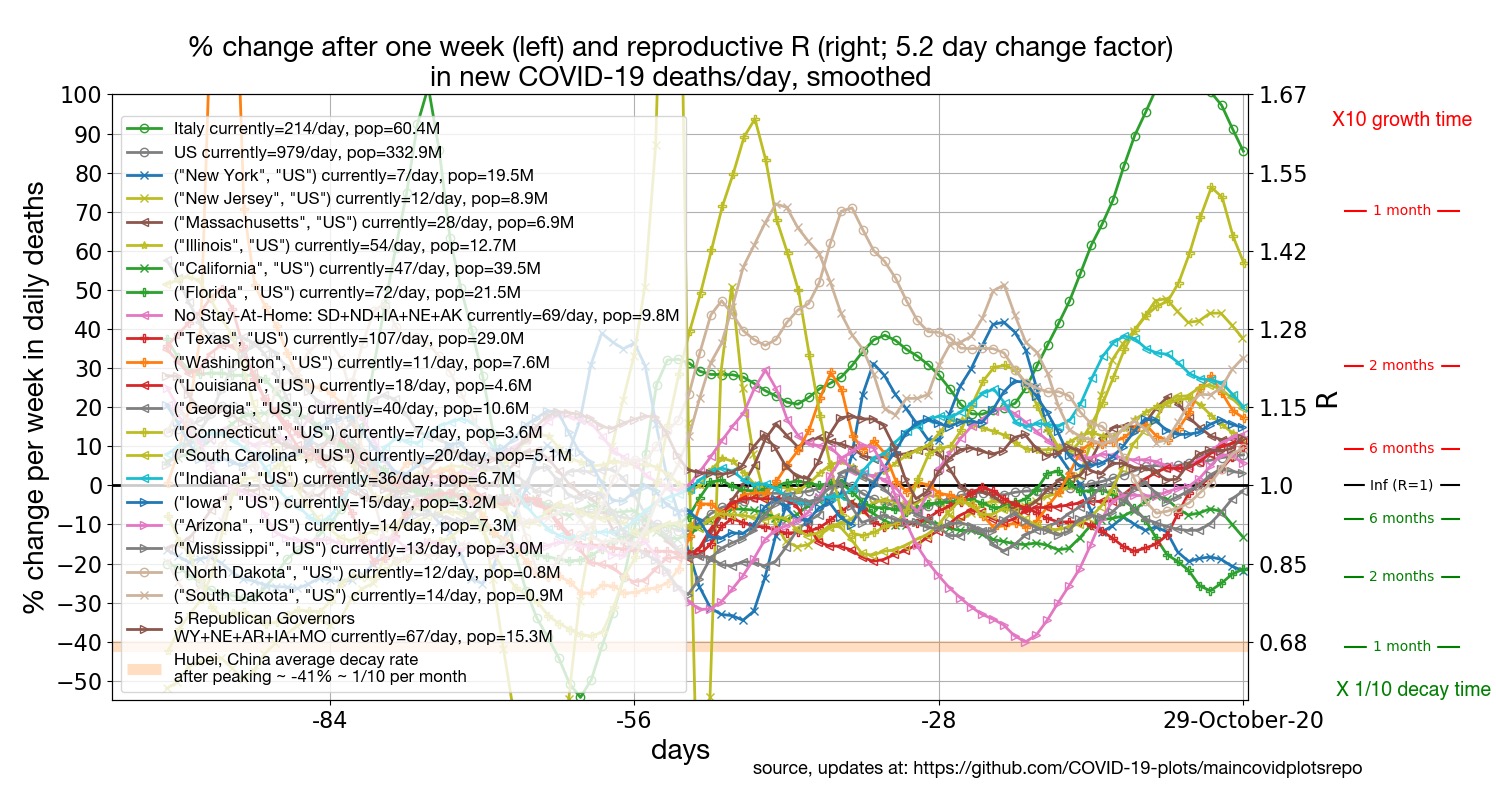 % change after one week (left) and reproductive R (right; 5.2 day change factor)
in new COVID-19 deaths/day, smoothed
% change per week in daily deaths
100
90
80
70
60
50
40
30
20
10
0
−10
−20
−30
−40
−50
Italy currently=214/day, pop=60.4M
US currently=979/day, pop=332.9M
("New York", "US") currently=7/day, pop=19.5M
("New Jersey", "US") currently=12/day, pop=8.9M
("Massachusetts", "US") currently=28/day, pop=6.9M
("Illinois", "US") currently=54/day, pop=12.7M
("California", "US") currently=47/day, pop=39.5M
("Florida", "US") currently=72/day, pop=21.5M
No Stay-At-Home: SD+ND+IA+NE+AK currently=69/day, pop=9.8M
("Texas", "US") currently=107/day, pop=29.0M
("Washington", "US") currently=11/day, pop=7.6M
("Louisiana", "US") currently=18/day, pop=4.6M
("Georgia", "US") currently=40/day, pop=10.6M
("Connecticut", "US") currently=7/day, pop=3.6M
("South Carolina", "US") currently=20/day, pop=5.1M
("Indiana", "US") currently=36/day, pop=6.7M
("Iowa", "US") currently=15/day, pop=3.2M
("Arizona", "US") currently=14/day, pop=7.3M
("Mississippi", "US") currently=13/day, pop=3.0M
("North Dakota", "US") currently=12/day, pop=0.8M
("South Dakota", "US") currently=14/day, pop=0.9M
5 Republican Governors
WY+NE+AR+IA+MO currently=67/day, pop=15.3M
Hubei, China average decay rate
after peaking ~ -41% ~ 1/10 per month
1.67
1.55
1.42
1.28
1.15
1.0
0.85
0.68
R
X10 growth time
1 month
2 months
6 months
Inf (R=1)
6 months
2 months
1 month
X 1/10 decay time
-84
-56
-28
29-October-20
days
source, updates at: https://github.com/COVID-19-plots/maincovidplotsrepo